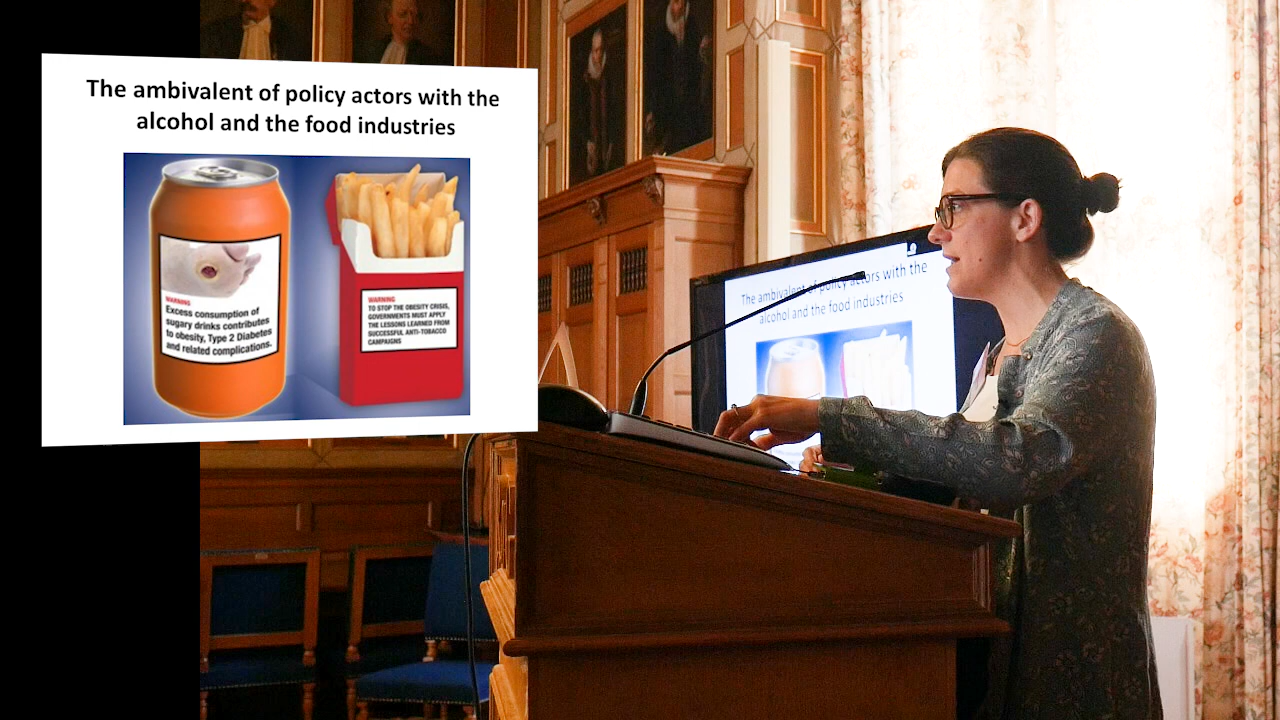 The ambivalent of policy actors with the
alcohol and the food industries
WARNING
Excess consumption of
sugary drinks contributes
to obesity, Type 2 Diabetes
and related complications.
WARNING
TO STOP THE OBESITY CRISIS,
GOVERNMENTS MUST APPLY
THE LESSONS LEARNED FROM
SUCCESSFUL ANTI-TOBACCO
CAMPAIGNS
The ambivalent of policy actors with the
alcohol and the food industries